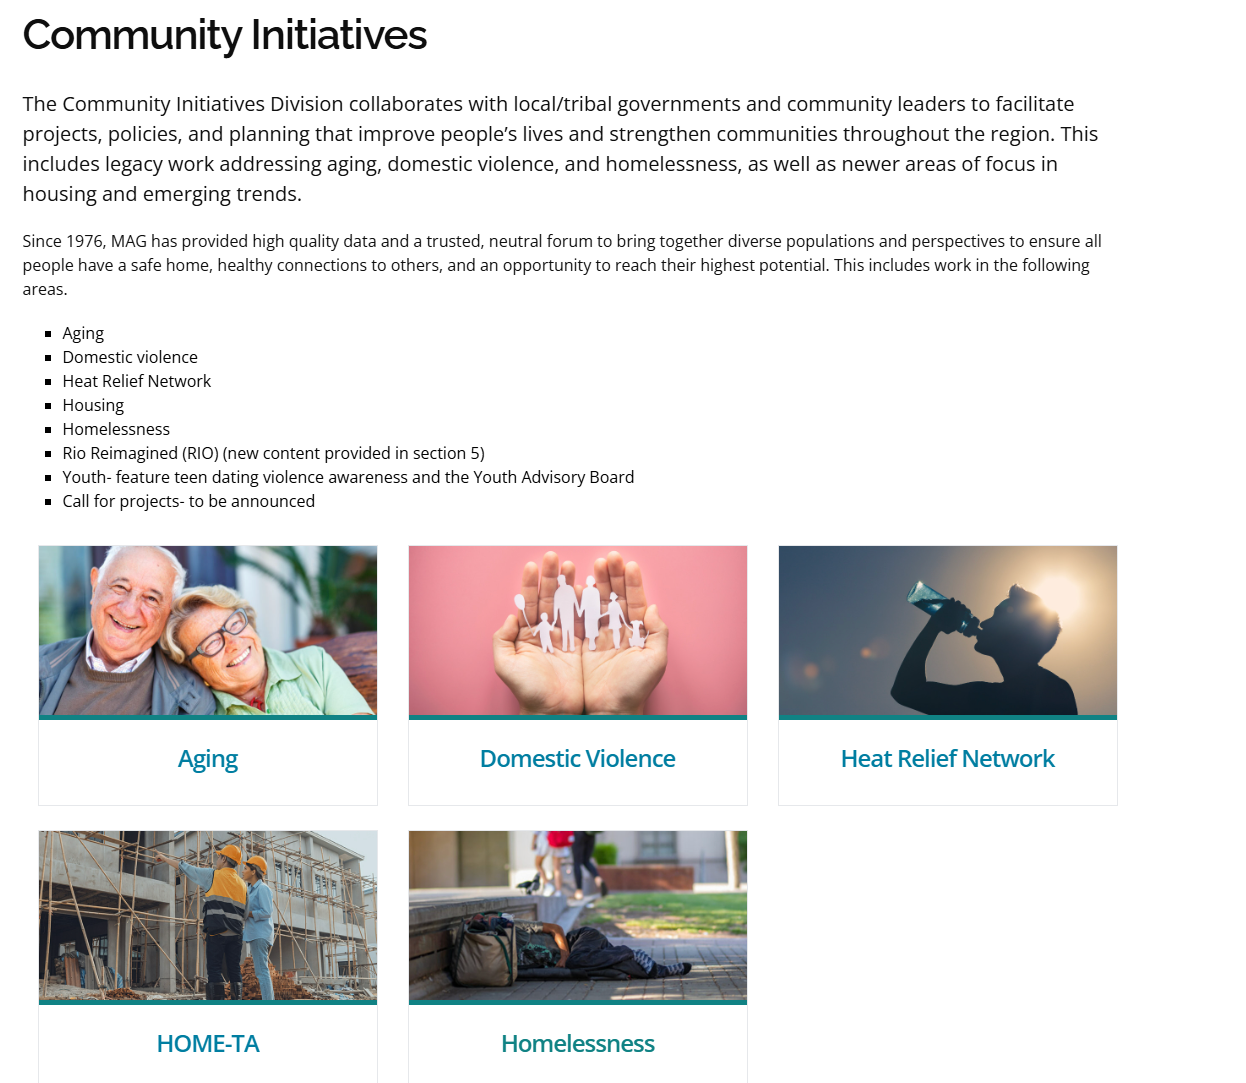 Community Initiatives
The Community Initiatives Division collaborates with local/tribal governments and community leaders to facilitate
projects, policies, and planning that improve people’s lives and strengthen communities throughout the region. This
includes legacy work addressing aging, domestic violence, and homelessness, as well as newer areas of focus in
housing and emerging trends.
Since 1976, MAG has provided high quality data and a trusted, neutral forum to bring together diverse populations and perspectives to ensure all
people have a safe home, healthy connections to others, and an opportunity to reach their highest potential. This includes work in the following
areas.
Aging
Domestic violence
Heat Relief Network
Housing
Homelessness
Rio Reimagined (RIO) (new content provided in section 5)
Youth- feature teen dating violence awareness and the Youth Advisory Board
Call for projects- to be announced
Aging
Domestic Violence
Heat Relief Network
HOME-TA
Homelessness